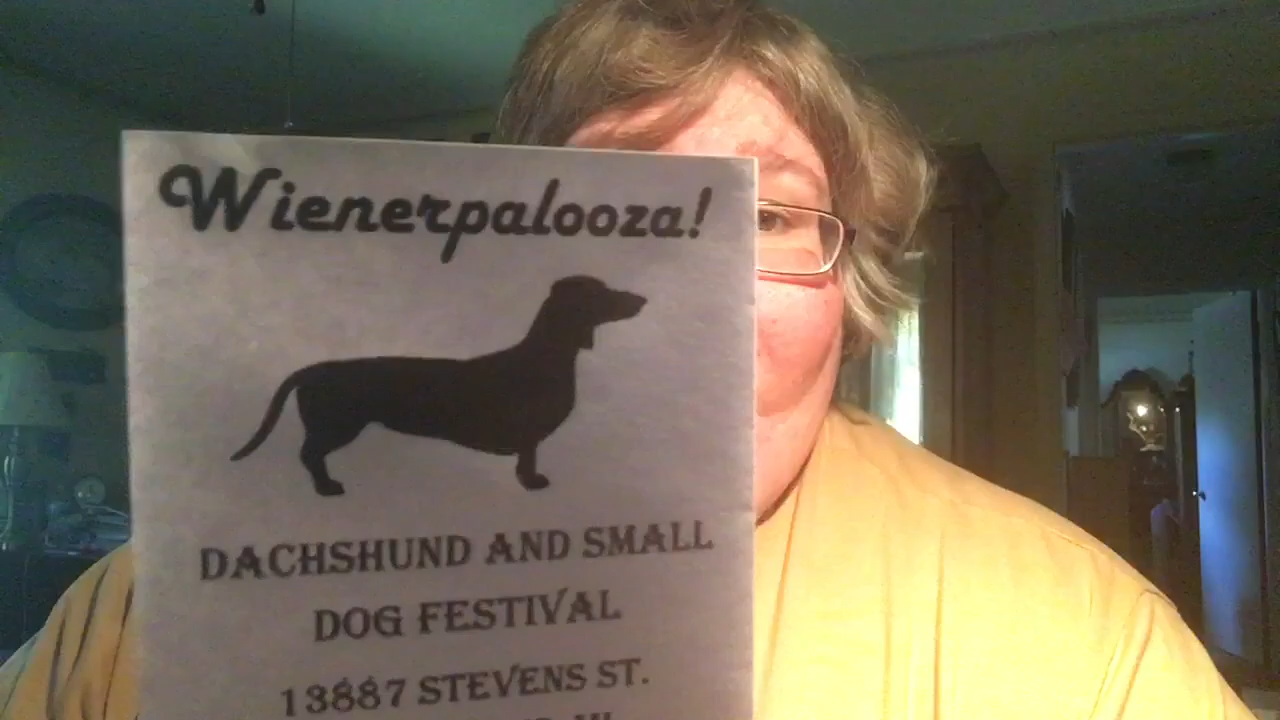 Wienerpalooza!
DACHSHUND AND SMALL
DOG FESTIVAL
13887 STEVENS ST.